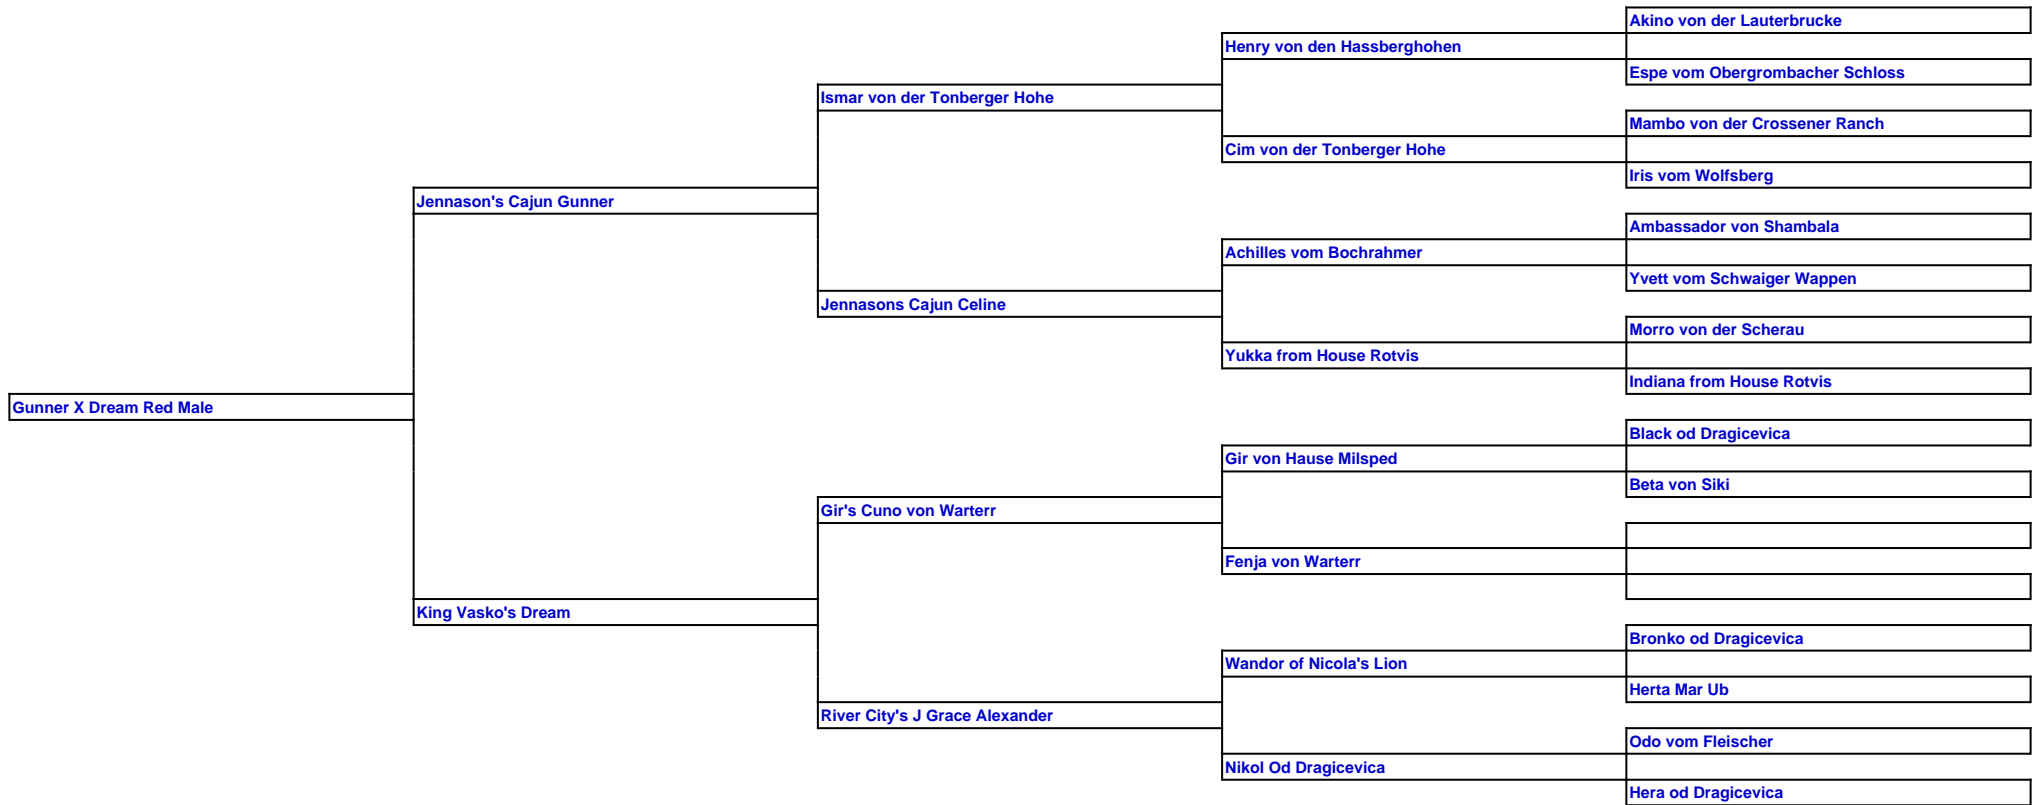 Akino von der Lauterbrucke
Henry von den Hassberghohen
Espe vom Obergrombacher Schloss
Ismar von der Tonberger Hohe
Mambo von der Crossener Ranch
Cim von der Tonberger Hohe
Iris vom Wolfsberg
Jennason's Cajun Gunner
Ambassador von Shambala
Achilles vom Bochrahmer
Yvett vom Schwaiger Wappen
Jennasons Cajun Celine
Morro von der Scherau
Yukka from House Rotvis
Indiana from House Rotvis
Gunner X Dream Red Male
Black od Dragicevica
Gir von Hause Milsped
Beta von Siki
Gir's Cuno von Warterr
Fenja von Warterr
King Vasko's Dream
Bronko od Dragicevica
Wandor of Nicola's Lion
Herta Mar Ub
River City's J Grace Alexander
Odo vom Fleischer
Nikol Od Dragicevica
Hera od Dragicevica